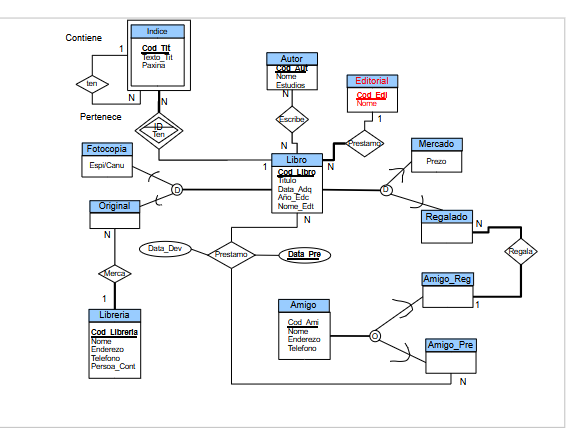 Contiene
1
ten
N
Pertenece
Indice
Cod_Tit
Texto_Tit
Paxina
N
ID
Ten
Autor
Cod_Aut
Nome
Estudios
N
Escribe
N
Editorial
Cod_Edi
Nome
1
Prestamo
N
Fotocopia
Espi/Canu
Original
N
D
1
Libro
Cod_Libro
Titulo
Data_Adq
Año_Edc
Nome_Edt
N
D
Mercado
Prezo
Regalado
N
Regala
1
Merca
1
Data_Dev
Prestamo
Data_Pre
Libreria
Cod_Libreria
Nome
Enderezo
Telefono
Persoa_Cont
Amigo
Cod_Ami
Nome
Enderezo
Telefono
O
Amigo_Reg
Amigo_Pre
N